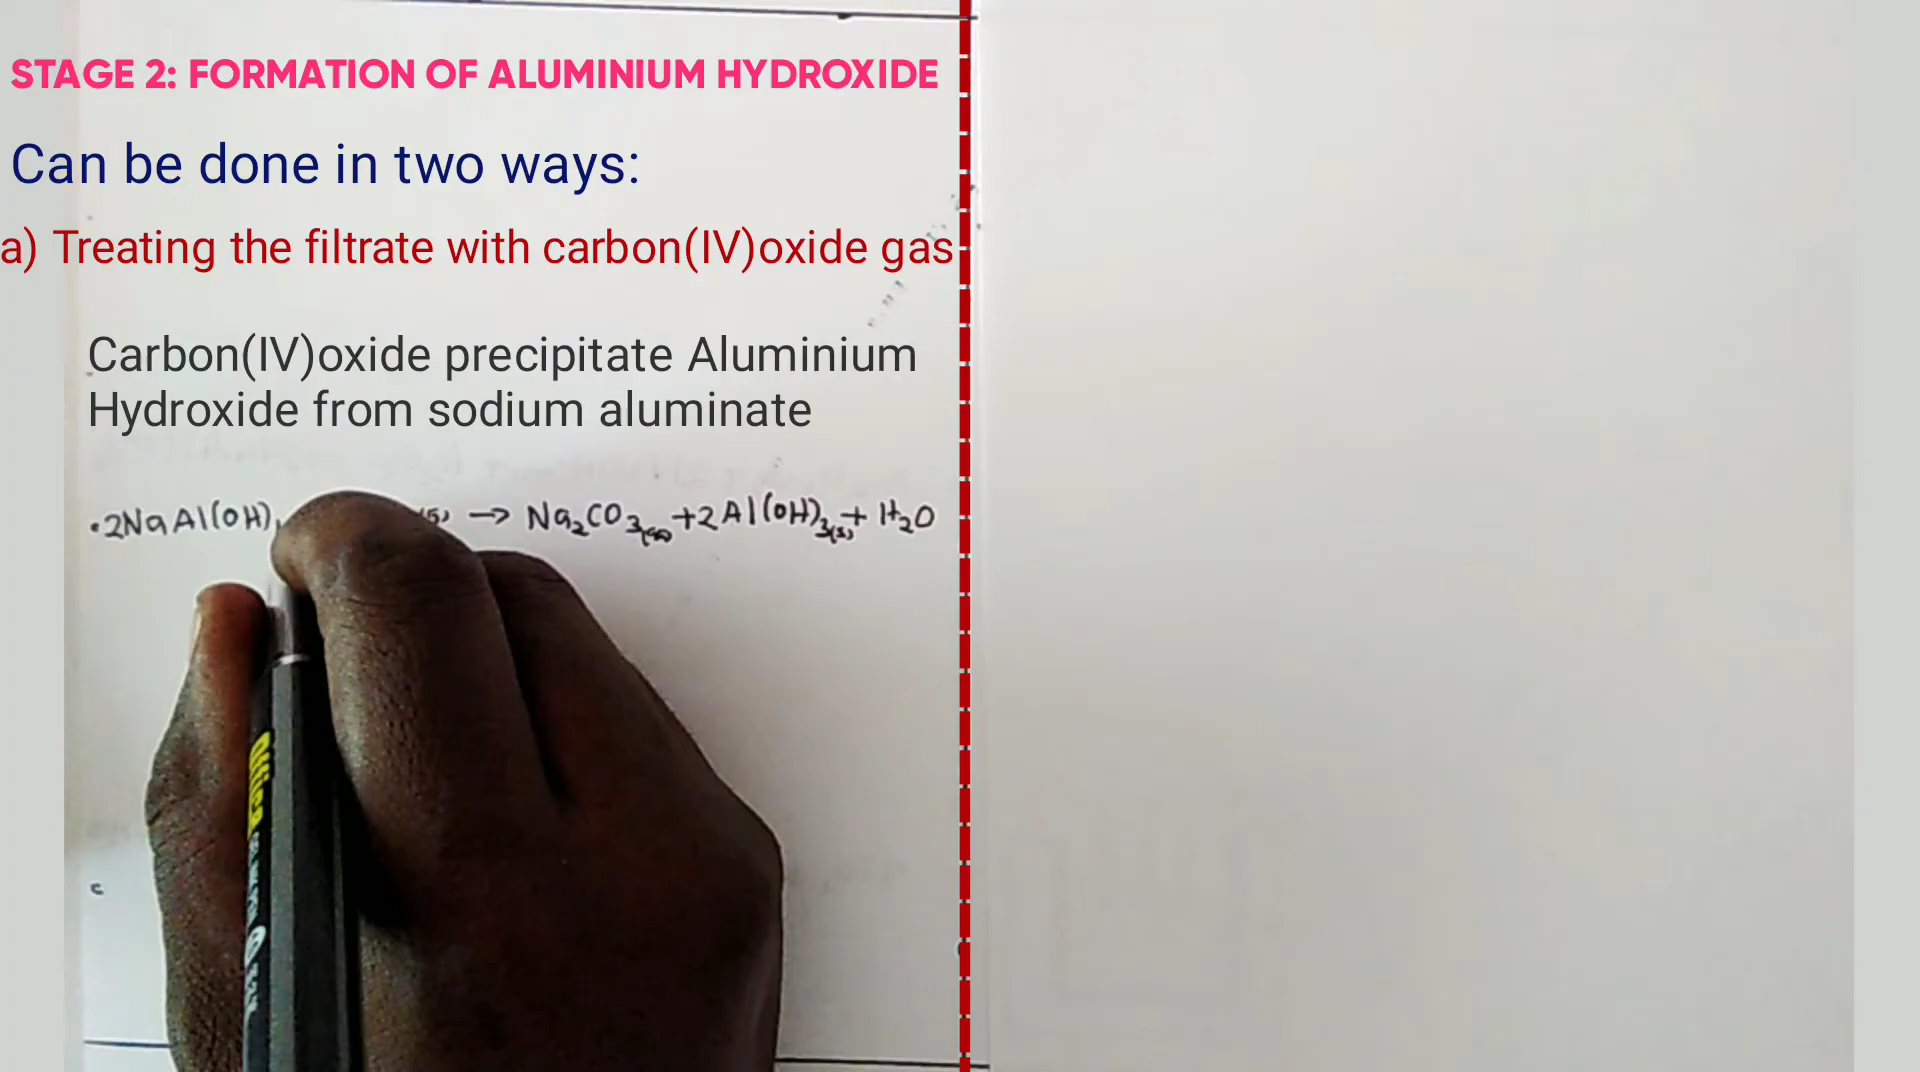 STAGE 2: FORMATION OF ALUMINIUM HYDROXIDE
Can be done in two ways:
a) Treating the filtrate with carbon(IV)oxide gas
Carbon(IV)oxide precipitate Aluminium
Hydroxide from sodium aluminate
·2NaAl(OH) → Na₂CO₃ + 2Al(OH)₃(s) + H₂O